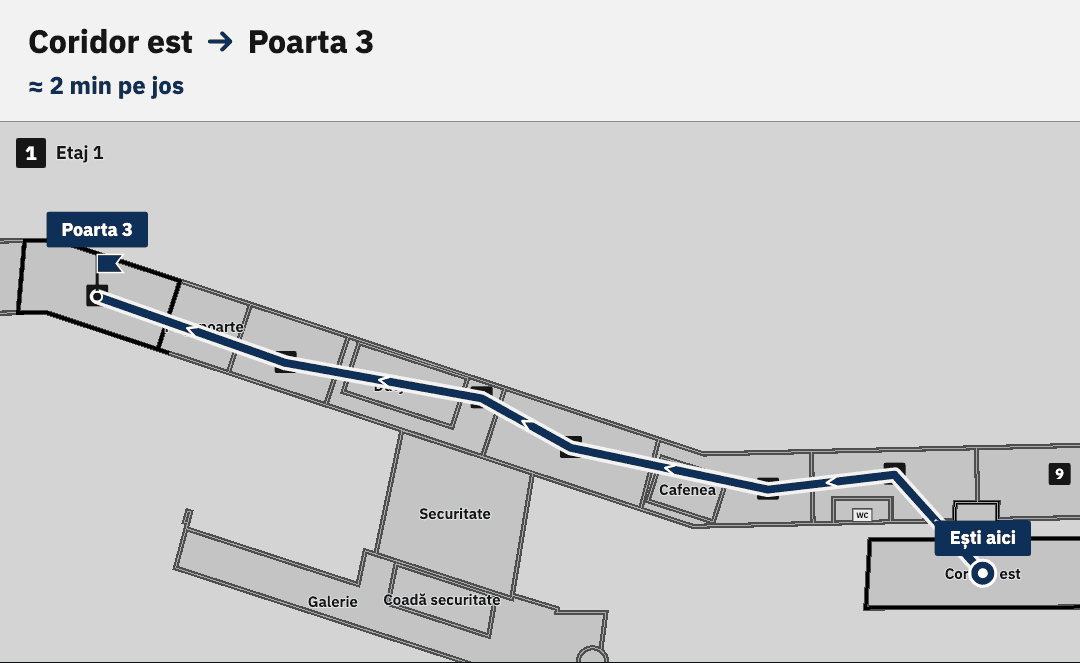 Coridor est → Poarta 3
≈ 2 min pe jos
1 Etaj 1
Poarta 3
Cafenea
9
WC
Securitate
Ești aici
est
Galerie
Coadă securitate